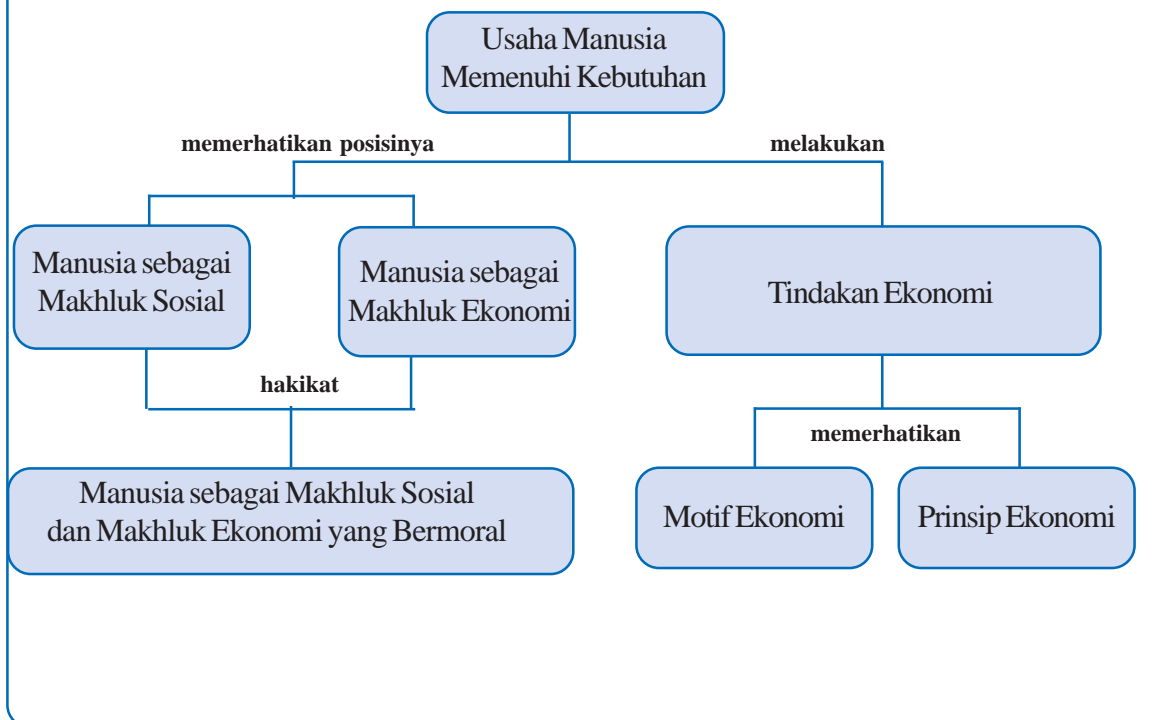 Usaha Manusia
Memenuhi Kebutuhan
memerhatikan posisinya
melakukan
Manusia sebagai
Makhluk Sosial
Manusia sebagai
Makhluk Ekonomi
Tindakan Ekonomi
hakikat
memerhatikan
Manusia sebagai Makhluk Sosial
dan Makhluk Ekonomi yang Bermoral
Motif Ekonomi
Prinsip Ekonomi